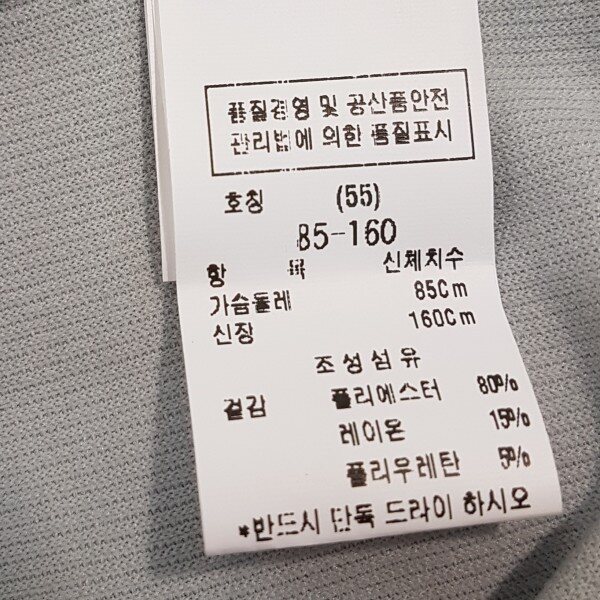 품질경영 및 공산품안전
관리법에 의한 품질표시
호칭 (55)
85-160
항 목 신체치수
가슴둘레 85Cm
신장 160Cm
조성섬유
겉감 폴리에스터 80%
레이온 15%
폴리우레탄 5%
*반드시 단독 드라이 하시오